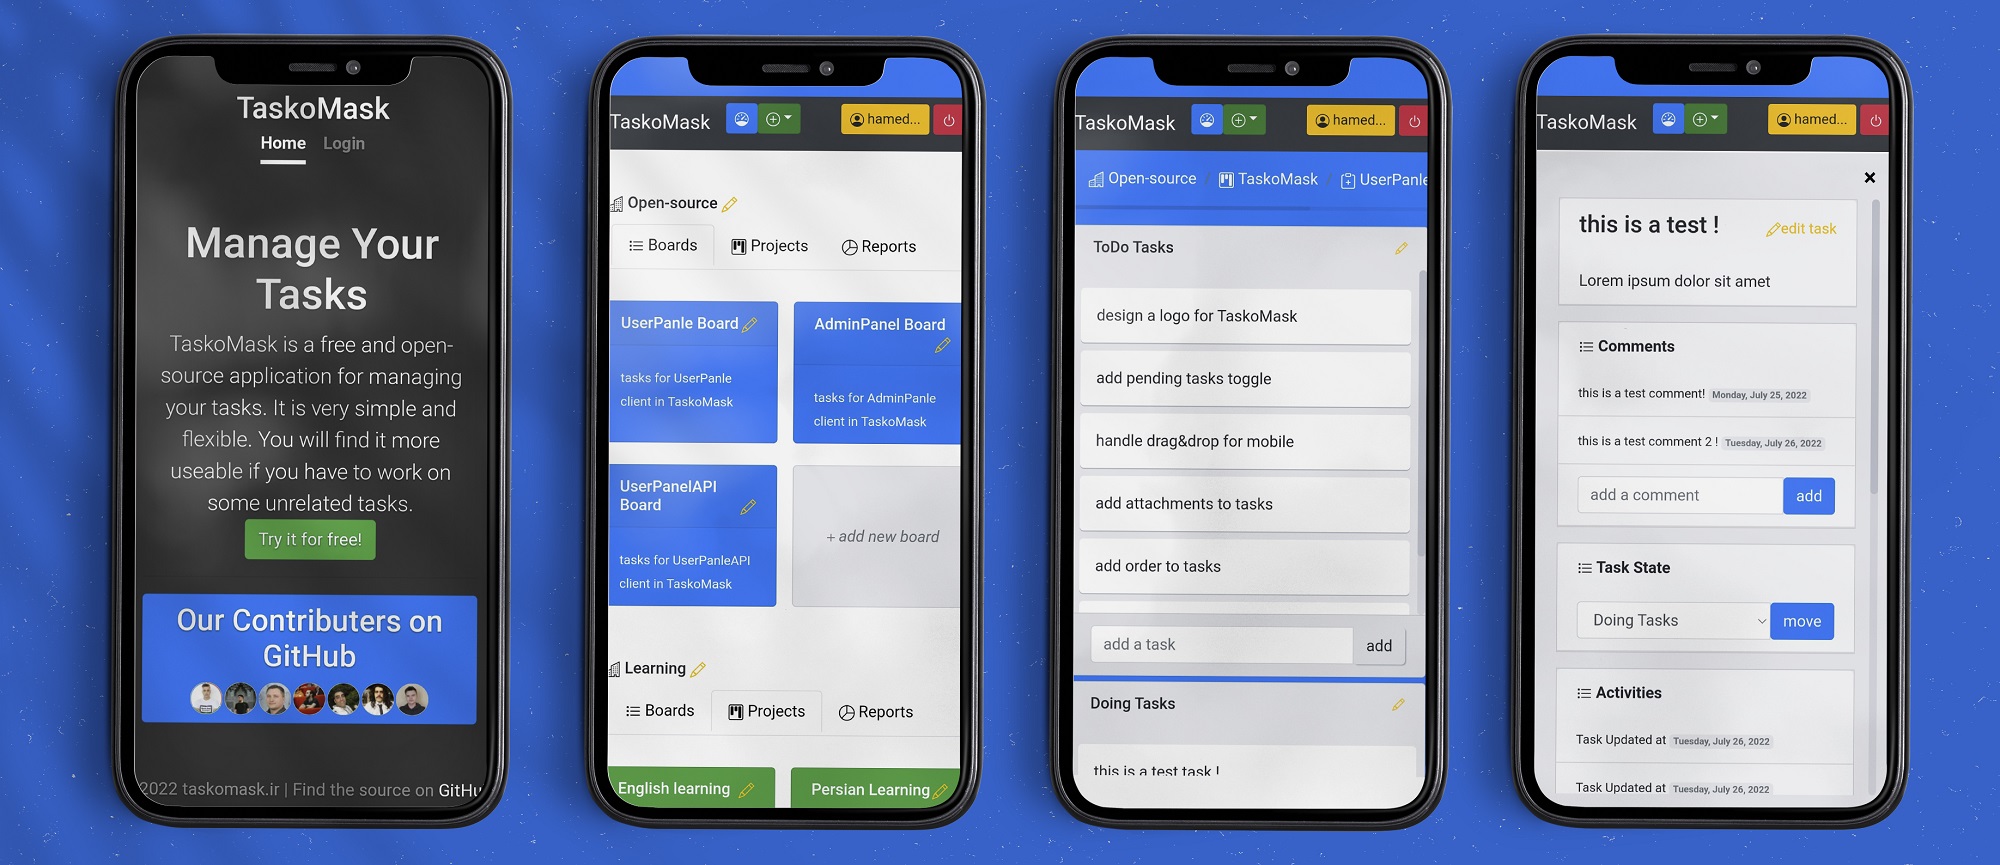 TaskoMask
Home Login
Manage Your
Tasks
TaskoMask is a free and open-
source application for managing
your tasks. It is very simple and
flexible. You will find it more
useable if you have to work on
some unrelated tasks.
Try it for free!
Our Contributers on
GitHub
2022 taskomask.ir | Find the source on GitHu
TaskoMask hamed...
Open-source
Boards Projects Reports
UserPanle Board
tasks for UserPanle
client in TaskoMask
AdminPanel Board
tasks for AdminPanle
client in TaskoMask
UserPanelAPI
Board
tasks for UserPanleAPI
client in TaskoMask
+ add new board
Learning
Boards Projects Reports
English learning Persian Learning
TaskoMask hamed...
Open-source / TaskoMask / UserPanle
ToDo Tasks
design a logo for TaskoMask
add pending tasks toggle
handle drag&drop for mobile
add attachments to tasks
add order to tasks
add a task add
Doing Tasks
this is a test task !
TaskoMask hamed...
this is a test ! edit task
Lorem ipsum dolor sit amet
Comments
this is a test comment! Monday, July 25, 2022
this is a test comment 2 ! Tuesday, July 26, 2022
add a comment add
Task State
Doing Tasks move
Activities
Task Updated at Tuesday, July 26, 2022
Task Updated at Tuesday, July 26, 2022